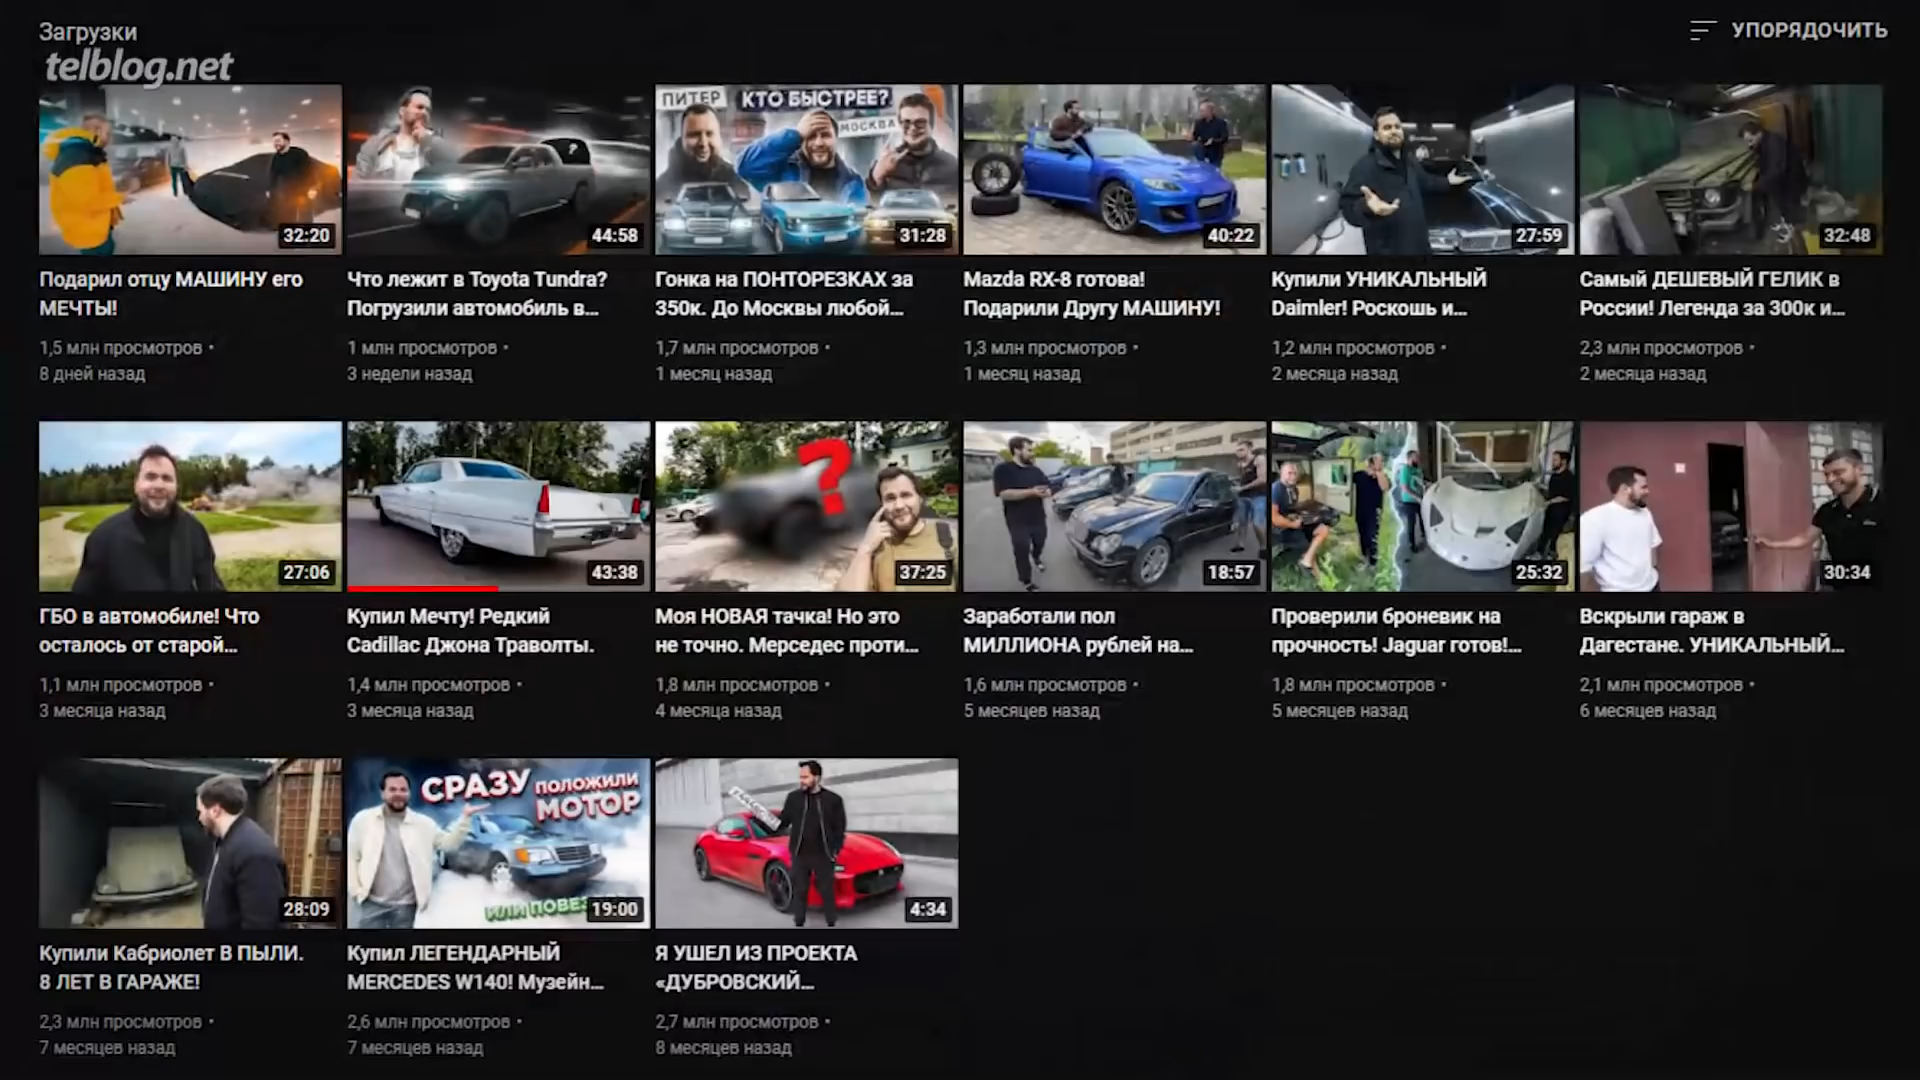 Загрузки
УПОРЯДОЧИТЬ
telblog.net
32:20
?
44:58
ПИТЕР
КТО БЫСТРЕЕ?
МОСКВА
31:28
40:22
27:59
32:48
Подарил отцу МАШИНУ его
МЕЧТЫ!
1,5 млн просмотров •
8 дней назад
Что лежит в Toyota Tundra?
Погрузили автомобиль в...
1 млн просмотров •
3 недели назад
Гонка на ПОНТОРЕЗКАХ за
350к. До Москвы любой...
1,7 млн просмотров •
1 месяц назад
Mazda RX-8 готова!
Подарили Другу МАШИНУ!
1,3 млн просмотров •
1 месяц назад
Купили УНИКАЛЬНЫЙ
Daimler! Роскошь и...
1,2 млн просмотров •
2 месяца назад
Самый ДЕШЕВЫЙ ГЕЛИК в
России! Легенда за 300к и...
2,3 млн просмотров •
2 месяца назад
27:06
43:38
?
37:25
18:57
25:32
30:34
ГБО в автомобиле! Что
осталось от старой...
1,1 млн просмотров •
3 месяца назад
Купил Мечту! Редкий
Cadillac Джона Траволты.
1,4 млн просмотров •
3 месяца назад
Моя НОВАЯ тачка! Но это
не точно. Мерседес проти...
1,8 млн просмотров •
4 месяца назад
Заработали пол
МИЛЛИОНА рублей на...
1,6 млн просмотров •
5 месяцев назад
Проверили броневик на
прочность! Jaguar готов!...
1,8 млн просмотров •
5 месяцев назад
Вскрыли гараж в
Дагестане. УНИКАЛЬНЫЙ...
2,1 млн просмотров •
6 месяцев назад
28:09
СРАЗУ ПОЛОЖИЛИ
МОТОР
ИЛИ ПОВЕЗ
19:00
4:34
Купили Кабриолет В ПЫЛИ.
8 ЛЕТ В ГАРАЖЕ!
2,3 млн просмотров •
7 месяцев назад
Купил ЛЕГЕНДАРНЫЙ
MERCEDES W140! Музейн...
2,6 млн просмотров •
7 месяцев назад
Я УШЕЛ ИЗ ПРОЕКТА
«ДУБРОВСКИЙ...
2,7 млн просмотров •
8 месяцев назад